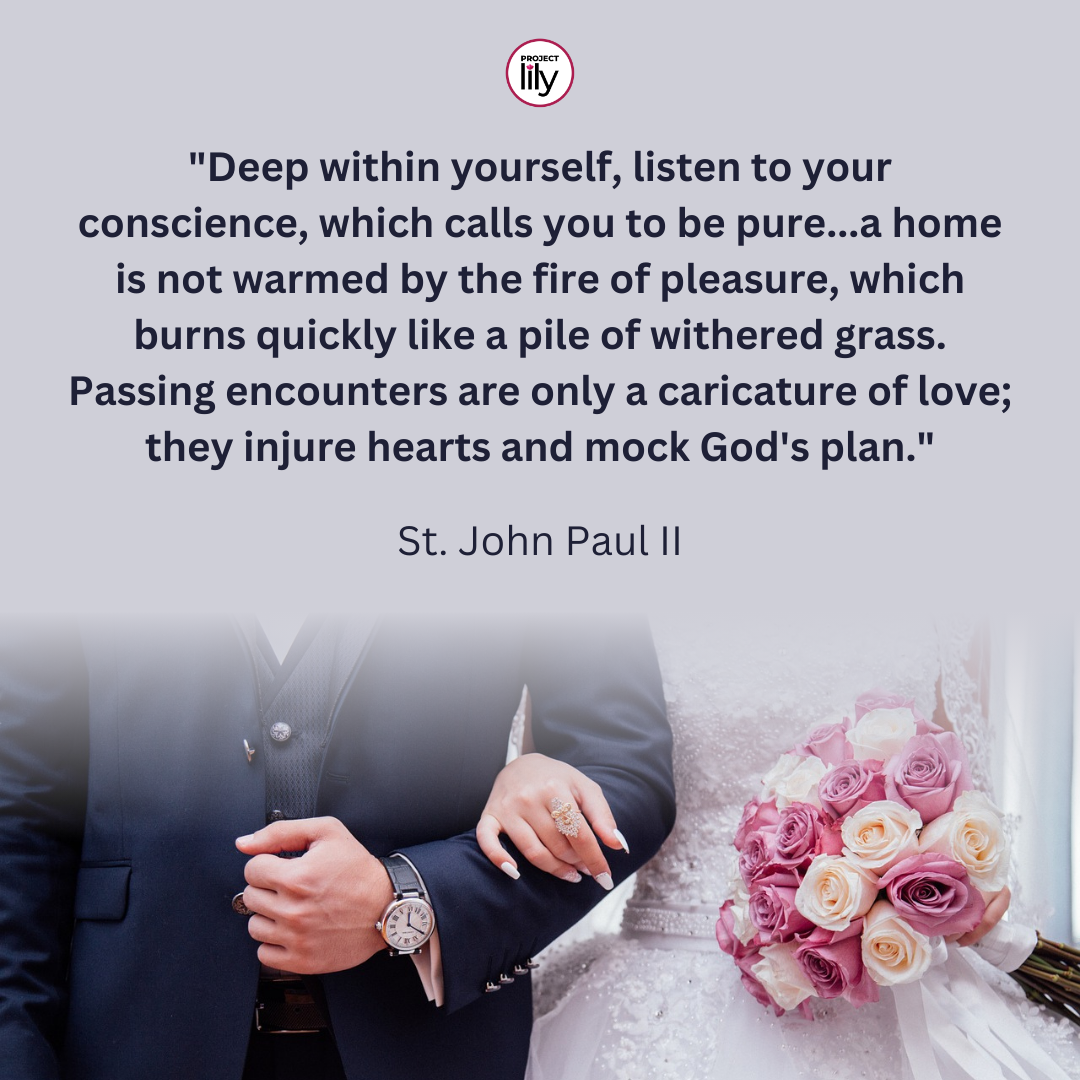 PROJECT
lily
"Deep within yourself, listen to your
conscience, which calls you to be pure...a home
is not warmed by the fire of pleasure, which
burns quickly like a pile of withered grass.
Passing encounters are only a caricature of love;
they injure hearts and mock God's plan."
St. John Paul II